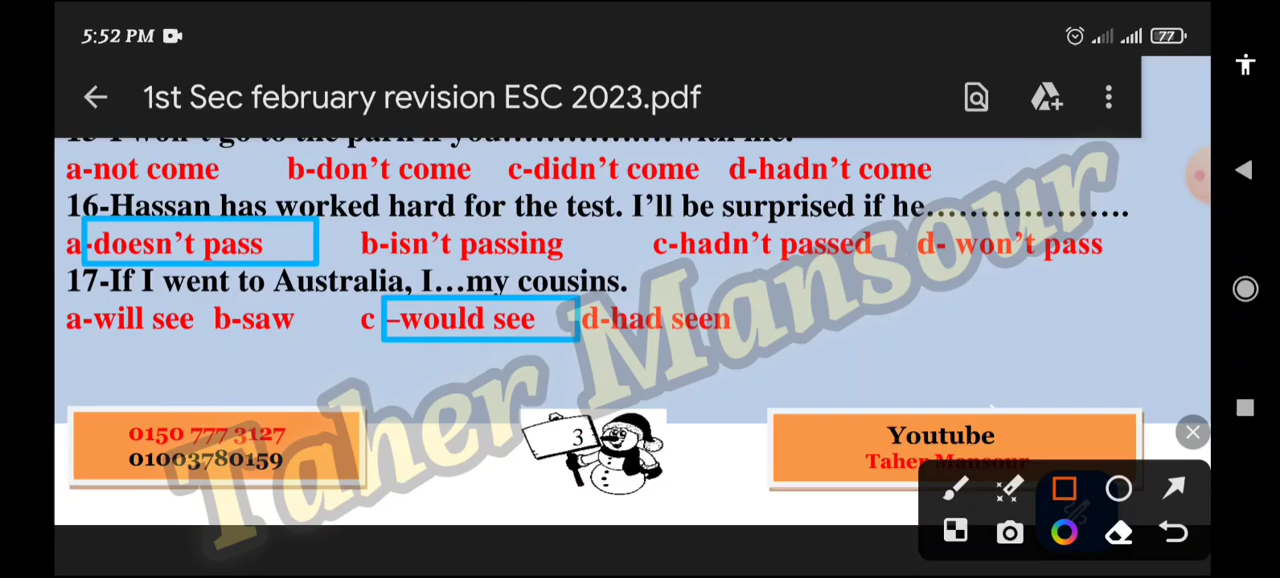 5:52 PM
77
1st Sec february revision ESC 2023.pdf
a-not come b-don't come c-didn't come d-hadn't come
16-Hassan has worked hard for the test. I'll be surprised if he....................
a-doesn't pass b-isn't passing c-hadn't passed d- won't pass
17-If I went to Australia, I…my cousins.
a-will see b-saw c –would see d-had seen
Taher Mansour
0150 777 3127
01003780159
3
Youtube
Taher Mansour